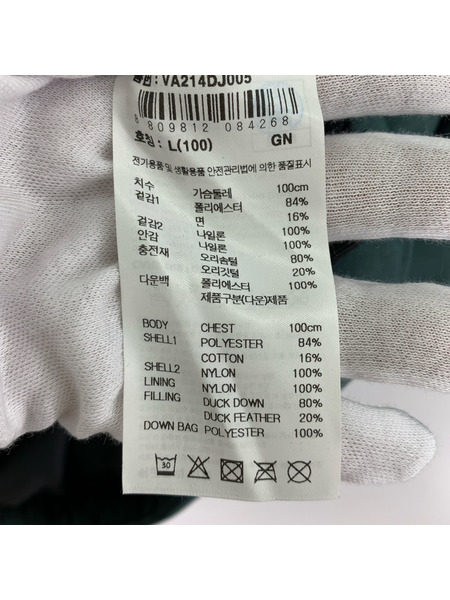 품번: VA214DJ005
8 809812 084268
호칭: L(100) GN
전기용품 및 생활용품 안전관리법에 의한 품질표시
치수 가슴둘레 100cm
겉감1 폴리에스터 84%
겉감2 면 16%
안감 나일론 100%
충전재 나일론 100%
오리솜털 80%
오리깃털 20%
다운백 폴리에스터 100%
제품구분(다운)제품
BODY CHEST 100cm
SHELL1 POLYESTER 84%
COTTON 16%
SHELL2 NYLON 100%
LINING NYLON 100%
FILLING DUCK DOWN 80%
DUCK FEATHER 20%
DOWN BAG POLYESTER 100%
30